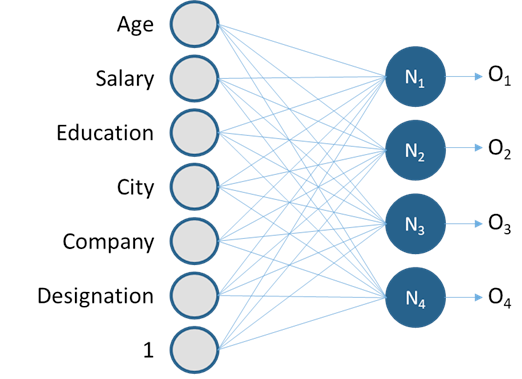 Age
Salary
Education
City
Company
Designation
1
N1
N2
N3
N4
O1
O2
O3
O4